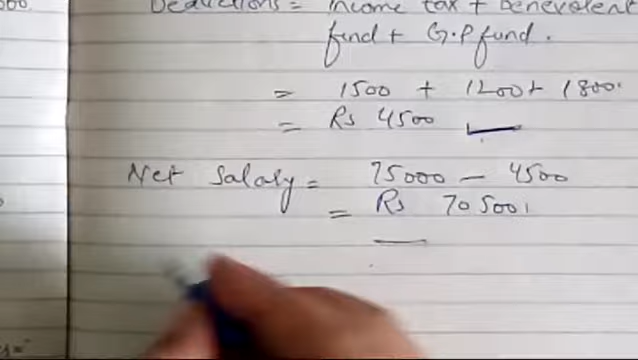 Deductions = income tax + benevolent
fund + G.P fund.
= 1500 + 1200 + 1800.
= Rs 4500
Net Salary = 75000 - 4500
= Rs 70500.